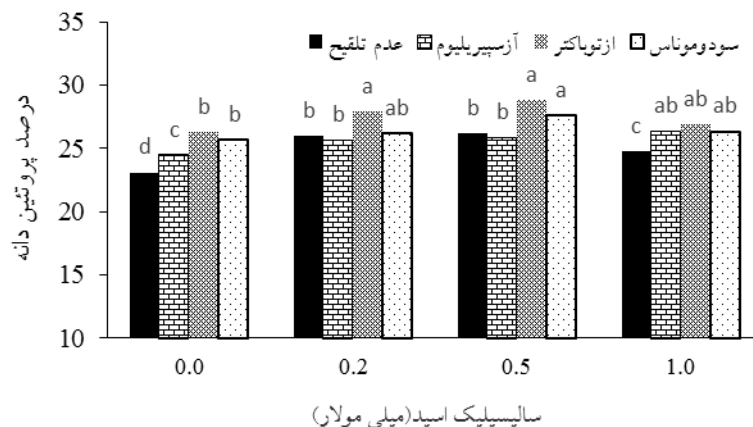 35
عدم تلقیح آزسپیریلیوم ازتوباکتر سودوموناس
30
25
20
15
10
درصد پروتئین دانه
d c b b
b b a ab
b b a a
c ab ab ab
0.0 0.2 0.5 1.0
سالیسیلیک اسید(میلی مولار)